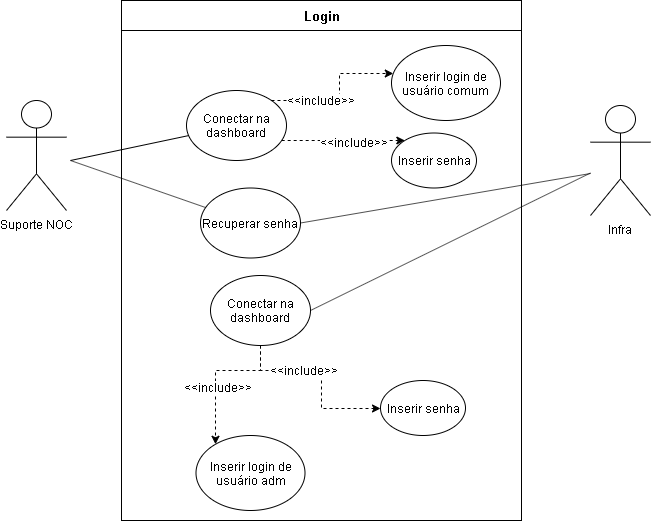 Login
Inserir login de
usuário comum
<<include>>
Conectar na
dashboard
<<include>>
Inserir senha
Suporte NOC
Recuperar senha
Infra
Conectar na
dashboard
<<include>>
<<include>>
Inserir senha
Inserir login de
usuário adm